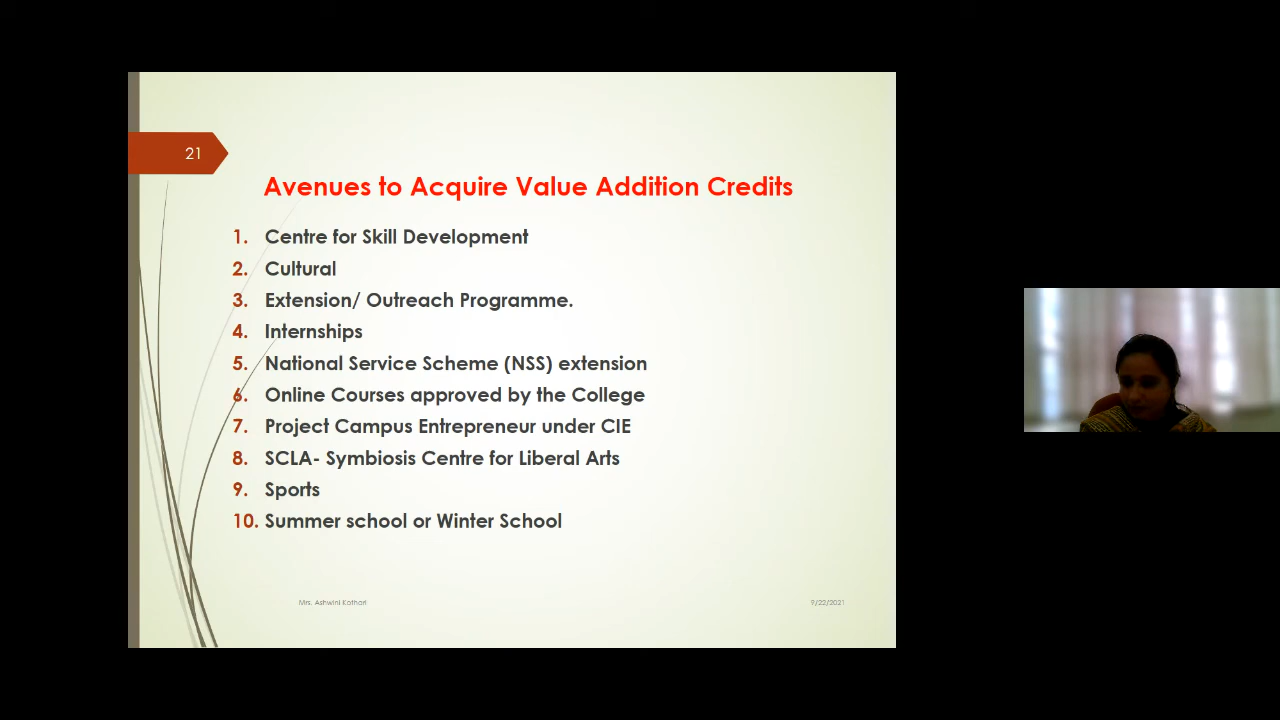 21
Avenues to Acquire Value Addition Credits
1. Centre for Skill Development
2. Cultural
3. Extension/ Outreach Programme.
4. Internships
5. National Service Scheme (NSS) extension
6. Online Courses approved by the College
7. Project Campus Entrepreneur under CIE
8. SCLA- Symbiosis Centre for Liberal Arts
9. Sports
10. Summer school or Winter School
Mrs. Ashwini Kothari
9/22/2021